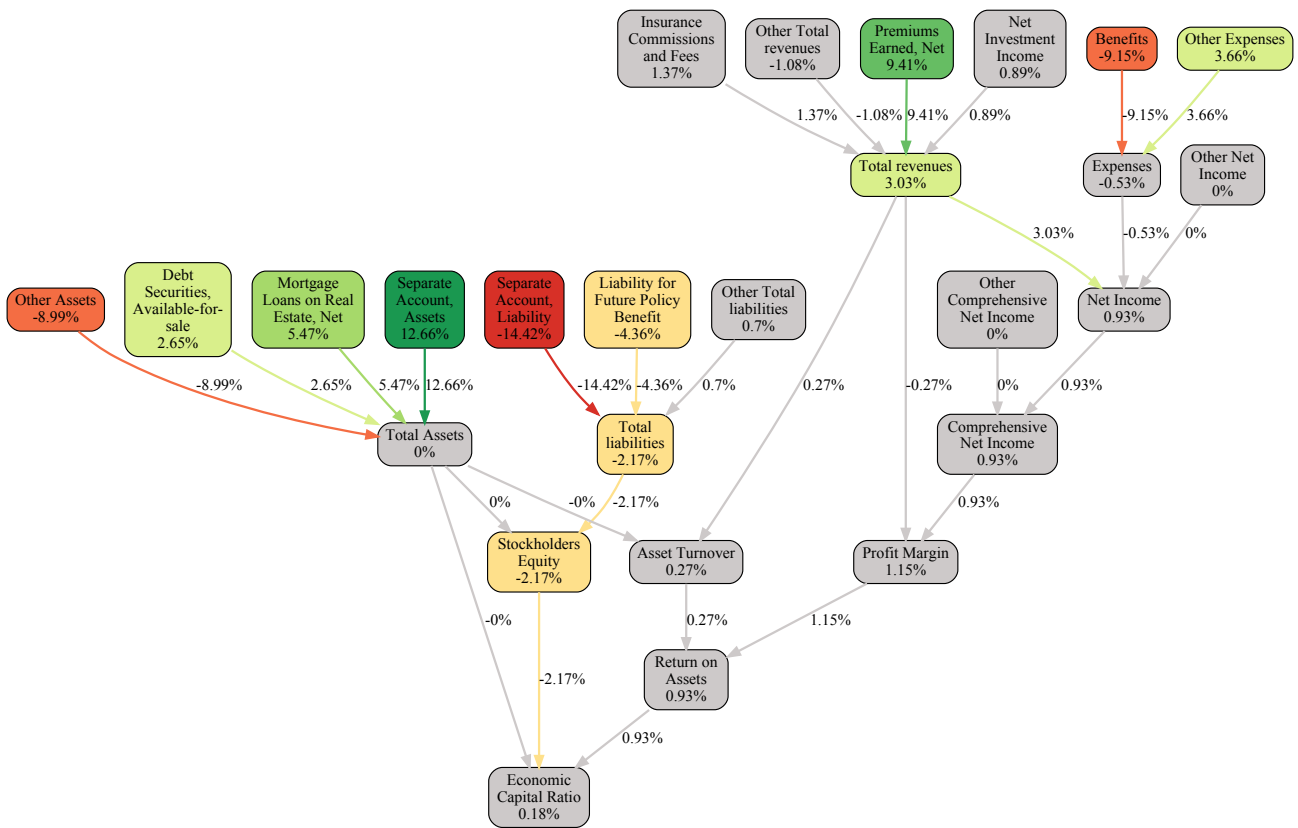 Insurance
Commissions
and Fees
1.37%
Other Total
revenues
-1.08%
Premiums
Earned, Net
9.41%
Net
Investment
Income
0.89%
Benefits
-9.15%
Other Expenses
3.66%
1.37%
-1.08%
9.41%
0.89%
-9.15%
3.66%
Total revenues
3.03%
Expenses
-0.53%
Other Net
Income
0%
3.03%
-0.53%
0%
Other Assets
-8.99%
Debt
Securities,
Available-for-
sale
2.65%
Mortgage
Loans on Real
Estate, Net
5.47%
Separate
Account,
Assets
12.66%
Separate
Account,
Liability
-14.42%
Liability for
Future Policy
Benefit
-4.36%
Other Total
liabilities
0.7%
Other
Comprehensive
Net Income
0%
Net Income
0.93%
-8.99%
2.65%
5.47%
12.66%
-14.42%
-4.36%
0.7%
0.27%
-0.27%
0%
0.93%
Total Assets
0%
Total
liabilities
-2.17%
Comprehensive
Net Income
0.93%
0%
-0%
-2.17%
0.93%
Stockholders
Equity
-2.17%
Asset Turnover
0.27%
Profit Margin
1.15%
-0%
0.27%
1.15%
-2.17%
Return on
Assets
0.93%
0.93%
Economic
Capital Ratio
0.18%